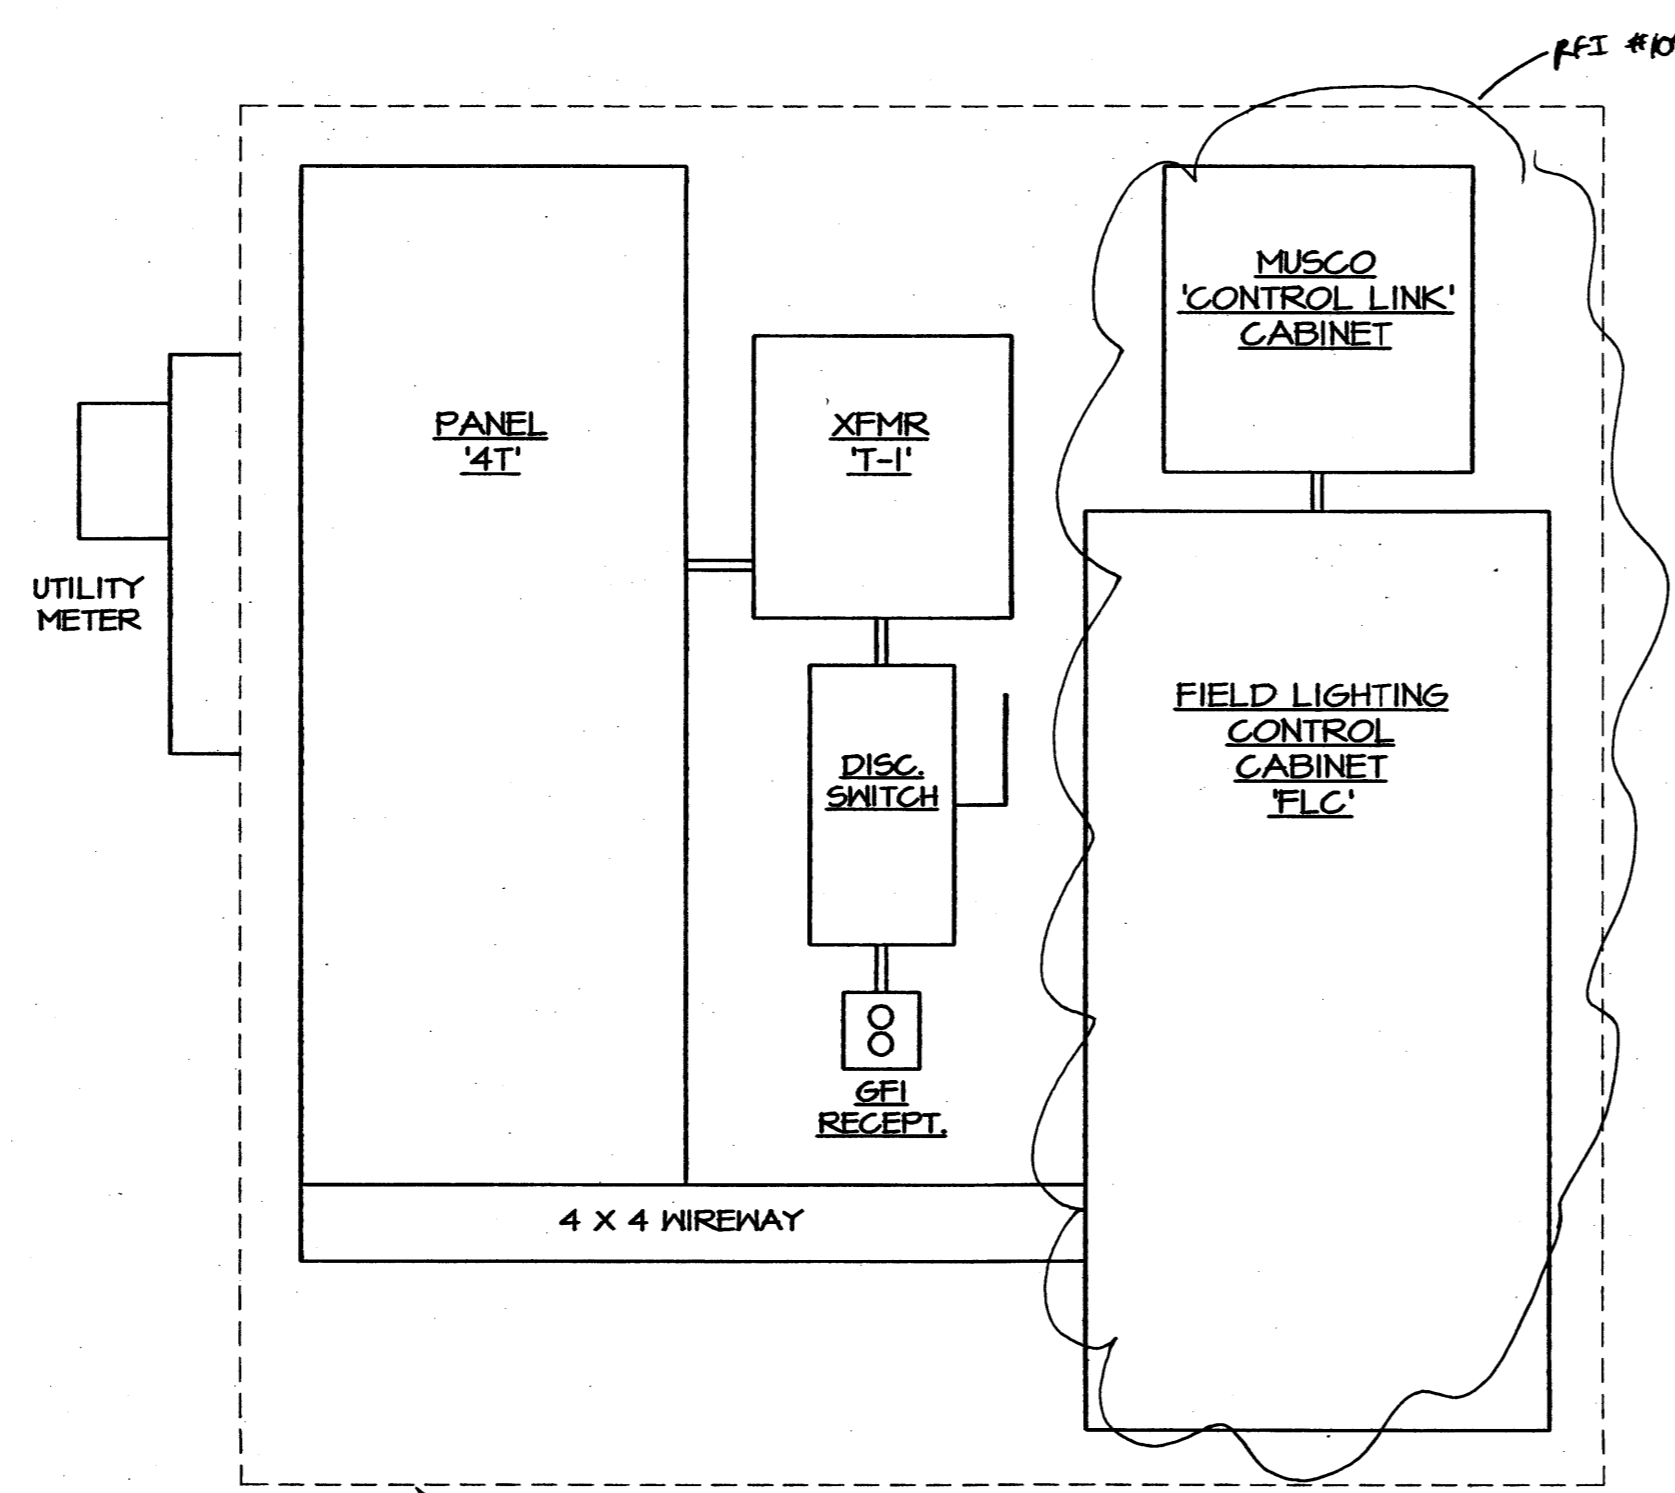 RFI #10
MUSCO
'CONTROL LINK'
CABINET
PANEL
'4T'
XFMR
'T-1'
UTILITY
METER
FIELD LIGHTING
CONTROL
CABINET
'FLC'
DISC.
SWITCH
GFI
RECEPT.
4 X 4 WIREWAY